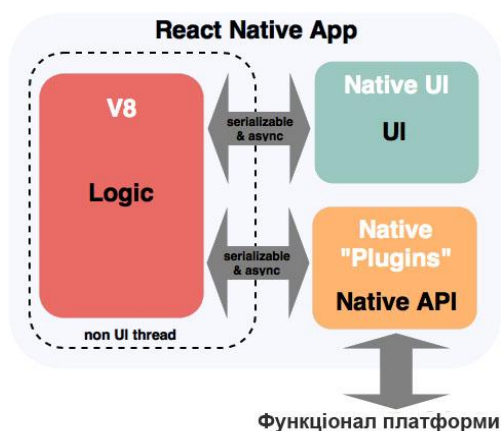 React Native App
V8
Logic
non UI thread
serializable
& async
serializable
& async
Native UI
UI
Native
"Plugins"
Native API
Функціонал платформи